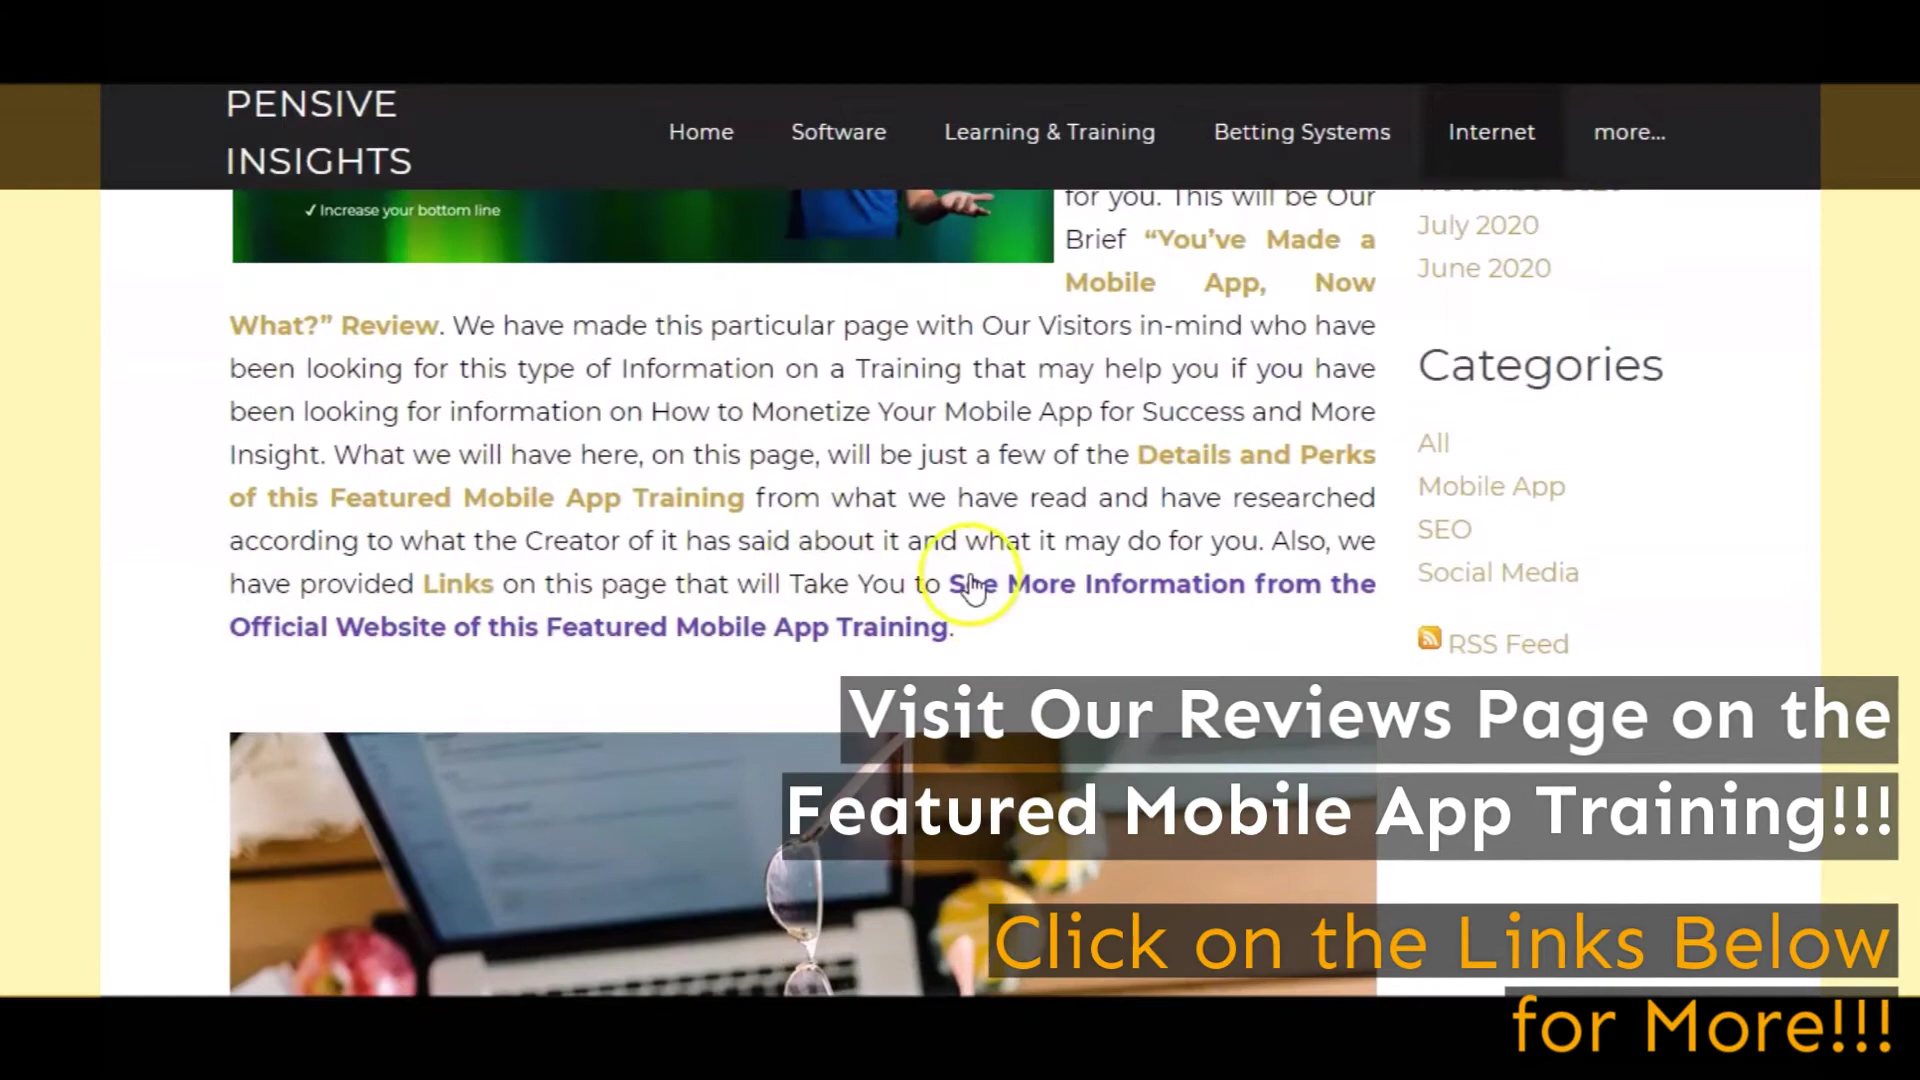 PENSIVE
INSIGHTS
Home
Software
Learning & Training
Betting Systems
Internet
more...
✓ Increase your bottom line
for you. This will be Our
Brief “You’ve Made a
Mobile App, Now
What?” Review. We have made this particular page with Our Visitors in-mind who have
been looking for this type of Information on a Training that may help you if you have
been looking for information on How to Monetize Your Mobile App for Success and More
Insight. What we will have here, on this page, will be just a few of the Details and Perks
of this Featured Mobile App Training from what we have read and have researched
according to what the Creator of it has said about it and what it may do for you. Also, we
have provided Links on this page that will Take You to See More Information from the
Official Website of this Featured Mobile App Training.
July 2020
June 2020
Categories
All
Mobile App
SEO
Social Media
RSS Feed
Visit Our Reviews Page on the
Featured Mobile App Training!!!
Click on the Links Below
for More!!!